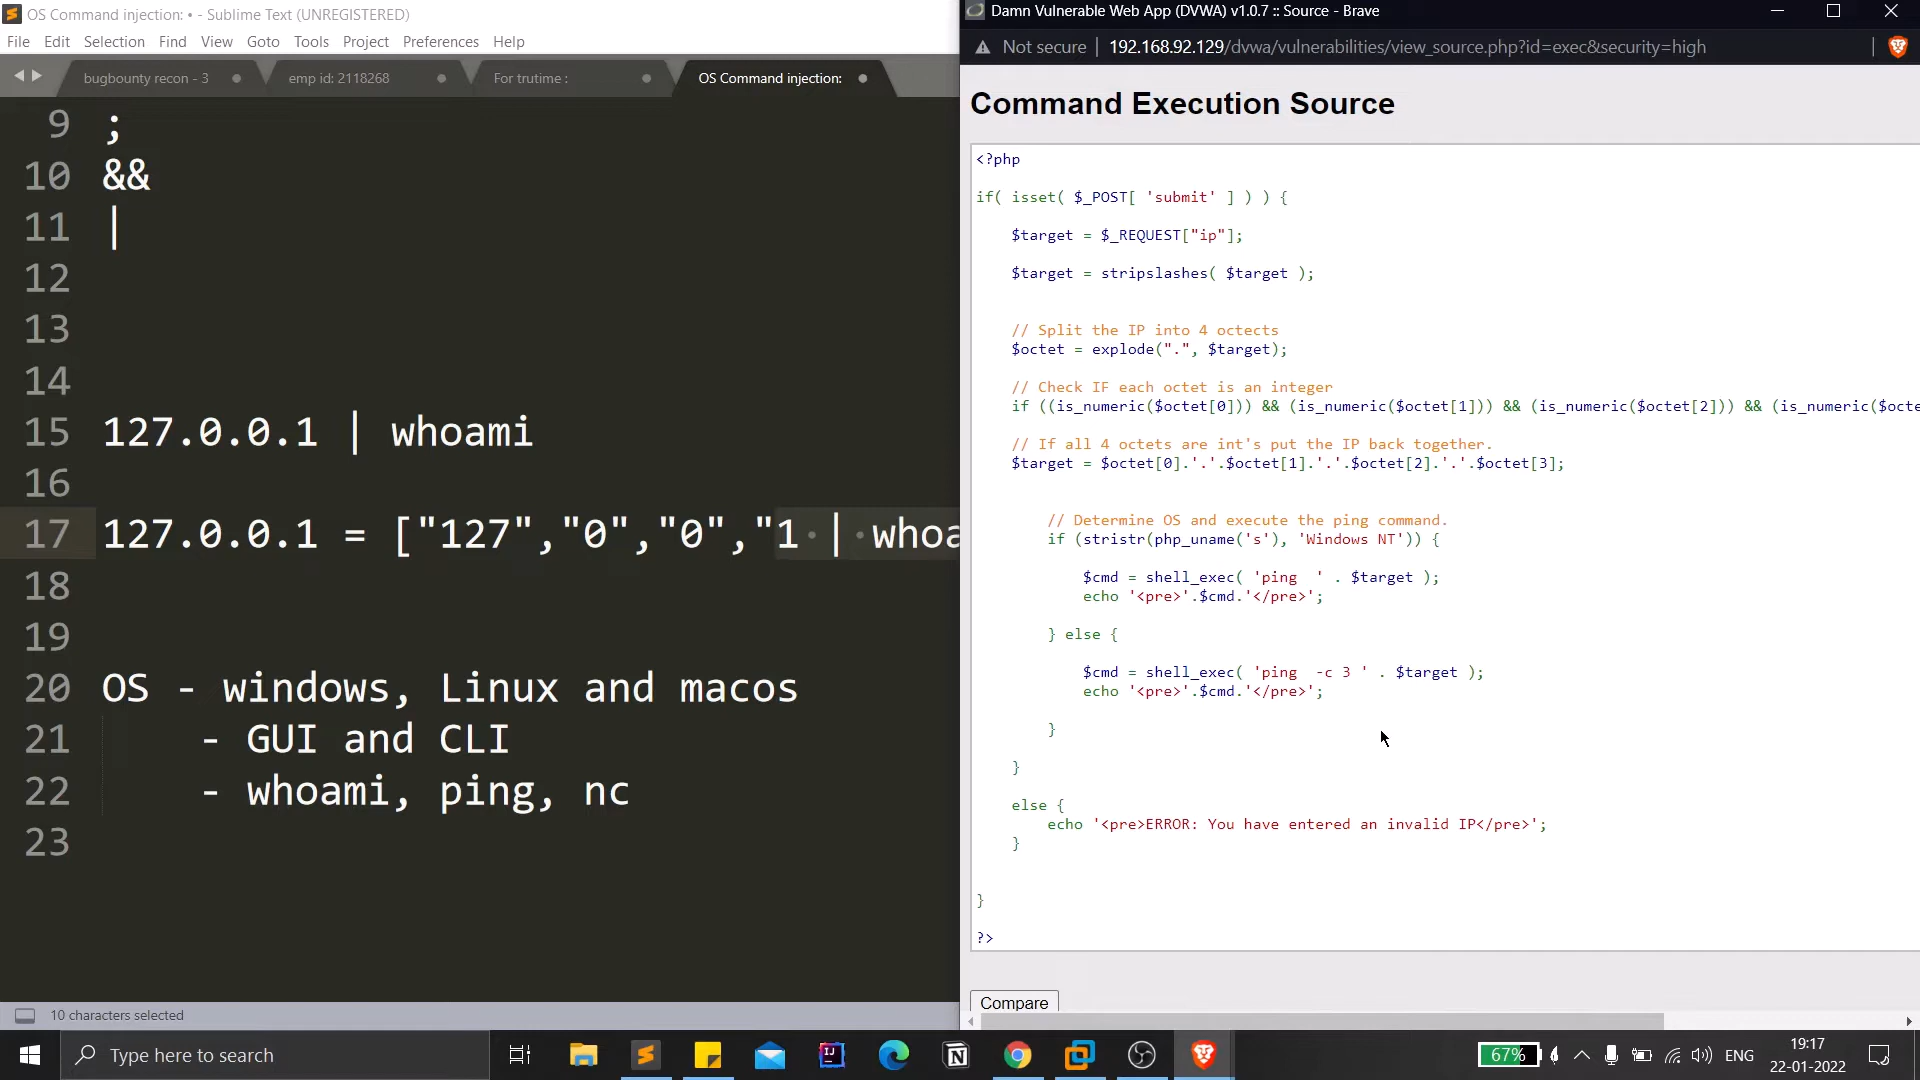 OS Command injection: • - Sublime Text (UNREGISTERED)
File Edit Selection Find View Goto Tools Project Preferences Help
bugbounty recon - 3
emp id: 2118268
For trutime :
OS Command injection:
9 ;
10 &&
11 |
12
13
14
15 127.0.0.1 | whoami
16
17 127.0.0.1 = ["127","0","0","1 | whoa
18
19
20 OS - windows, Linux and macos
21 - GUI and CLI
22 - whoami, ping, nc
23
10 characters selected
Damn Vulnerable Web App (DVWA) v1.0.7 :: Source - Brave
Not secure | 192.168.92.129/dvwa/vulnerabilities/view_source.php?id=exec&security=high
Command Execution Source
<?php
if( isset( $_POST[ 'submit' ] ) ) {
$target = $_REQUEST["ip"];
$target = stripslashes( $target );
// Split the IP into 4 octects
$octet = explode(".", $target);
// Check IF each octet is an integer
if ((is_numeric($octet[0])) && (is_numeric($octet[1])) && (is_numeric($octet[2])) && (is_numeric($octe
// If all 4 octets are int's put the IP back together.
$target = $octet[0].'.'.$octet[1].'.'.$octet[2].'.'.$octet[3];
// Determine OS and execute the ping command.
if (stristr(php_uname('s'), 'Windows NT')) {
$cmd = shell_exec( 'ping  ' . $target );
echo '<pre>'.$cmd.'</pre>';
} else {
$cmd = shell_exec( 'ping  -c 3 ' . $target );
echo '<pre>'.$cmd.'</pre>';
}
}
else {
echo '<pre>ERROR: You have entered an invalid IP</pre>';
}
}
?>
Compare
Type here to search
67%
ENG
19:17
22-01-2022